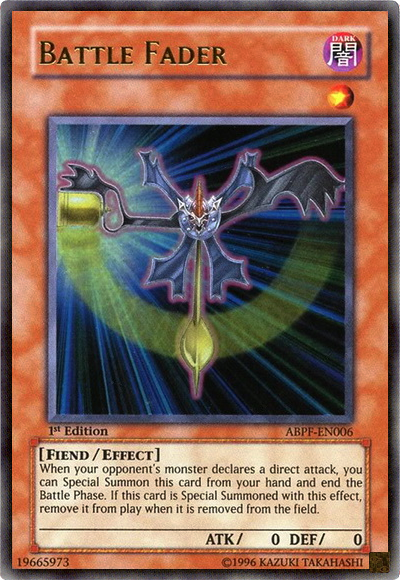 BATTLE FADER
DARK
闇
1st Edition
ABPF-EN006
[FIEND / EFFECT]
When your opponent's monster declares a direct attack, you
can Special Summon this card from your hand and end the
Battle Phase. If this card is Special Summoned with this effect,
remove it from play when it is removed from the field.
ATK / 0 DEF / 0
19665973
©1996 KAZUKI TAKAHASHI